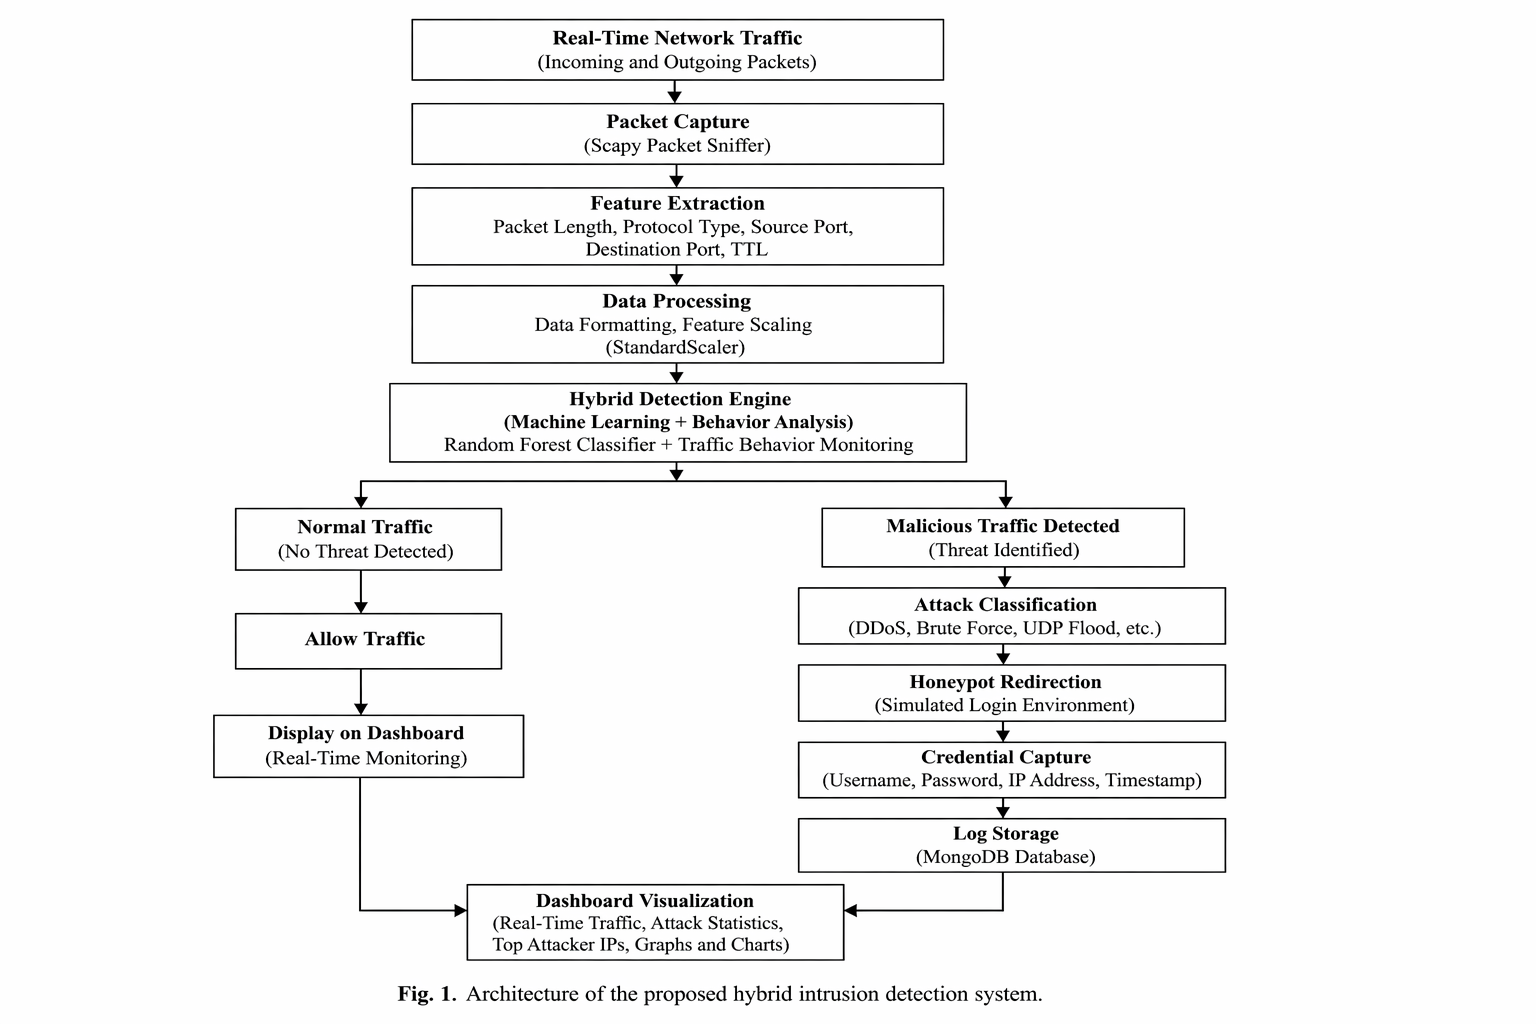 Real-Time Network Traffic
(Incoming and Outgoing Packets)
Packet Capture
(Scapy Packet Sniffer)
Feature Extraction
Packet Length, Protocol Type, Source Port,
Destination Port, TTL
Data Processing
Data Formatting, Feature Scaling
(StandardScaler)
Hybrid Detection Engine
(Machine Learning + Behavior Analysis)
Random Forest Classifier + Traffic Behavior Monitoring
Normal Traffic
(No Threat Detected)
Allow Traffic
Display on Dashboard
(Real-Time Monitoring)
Malicious Traffic Detected
(Threat Identified)
Attack Classification
(DDoS, Brute Force, UDP Flood, etc.)
Honeypot Redirection
(Simulated Login Environment)
Credential Capture
(Username, Password, IP Address, Timestamp)
Log Storage
(MongoDB Database)
Dashboard Visualization
(Real-Time Traffic, Attack Statistics,
Top Attacker IPs, Graphs and Charts)
Fig. 1. Architecture of the proposed hybrid intrusion detection system.